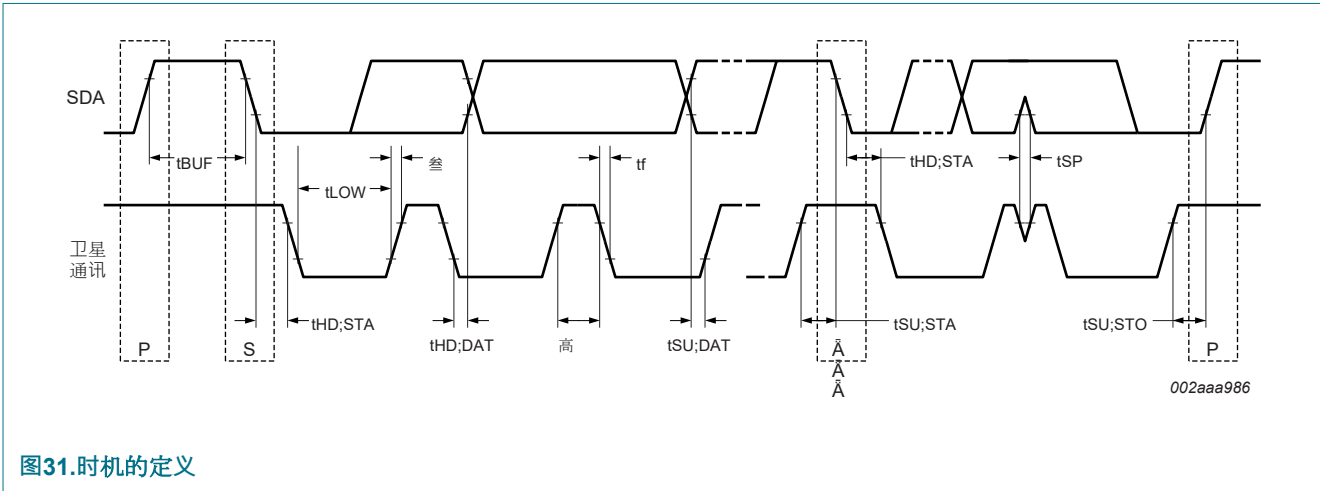 SDA
tBUF
tLOW
叁
tf
tHD;STA
tSP
卫星
通讯
tHD;STA
tHD;DAT
高
tSU;DAT
tSU;STA
tSU;STO
P
S
Ǟ
Ǟ
Ǟ
P
002aaa986
图31.时机的定义